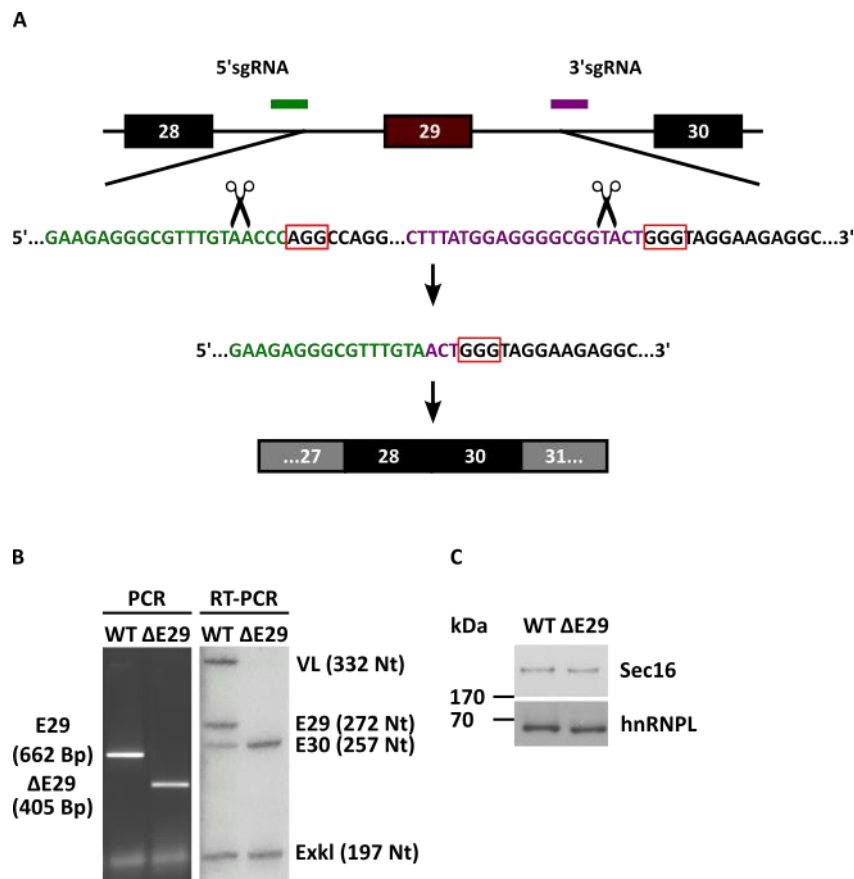 A
5'sgRNA 3'sgRNA
28 29 30
5'...GAAGAGGGCGTTTGTAACCCAGGCCAGG...CTTTATGGAGGGGCGGTACTGGGTAGGAAGAGGC...3'
5'...GAAGAGGGCGTTTGTAACTGGGTAGGAAGAGGC...3'
...27 28 30 31...
B
PCR RT-PCR
WT ΔE29 WT ΔE29
VL (332 Nt)
E29 (272 Nt)
E30 (257 Nt)
Exkl (197 Nt)
E29
(662 Bp)
ΔE29
(405 Bp)
C
kDa WT ΔE29
Sec16
170
70
hnRNPL